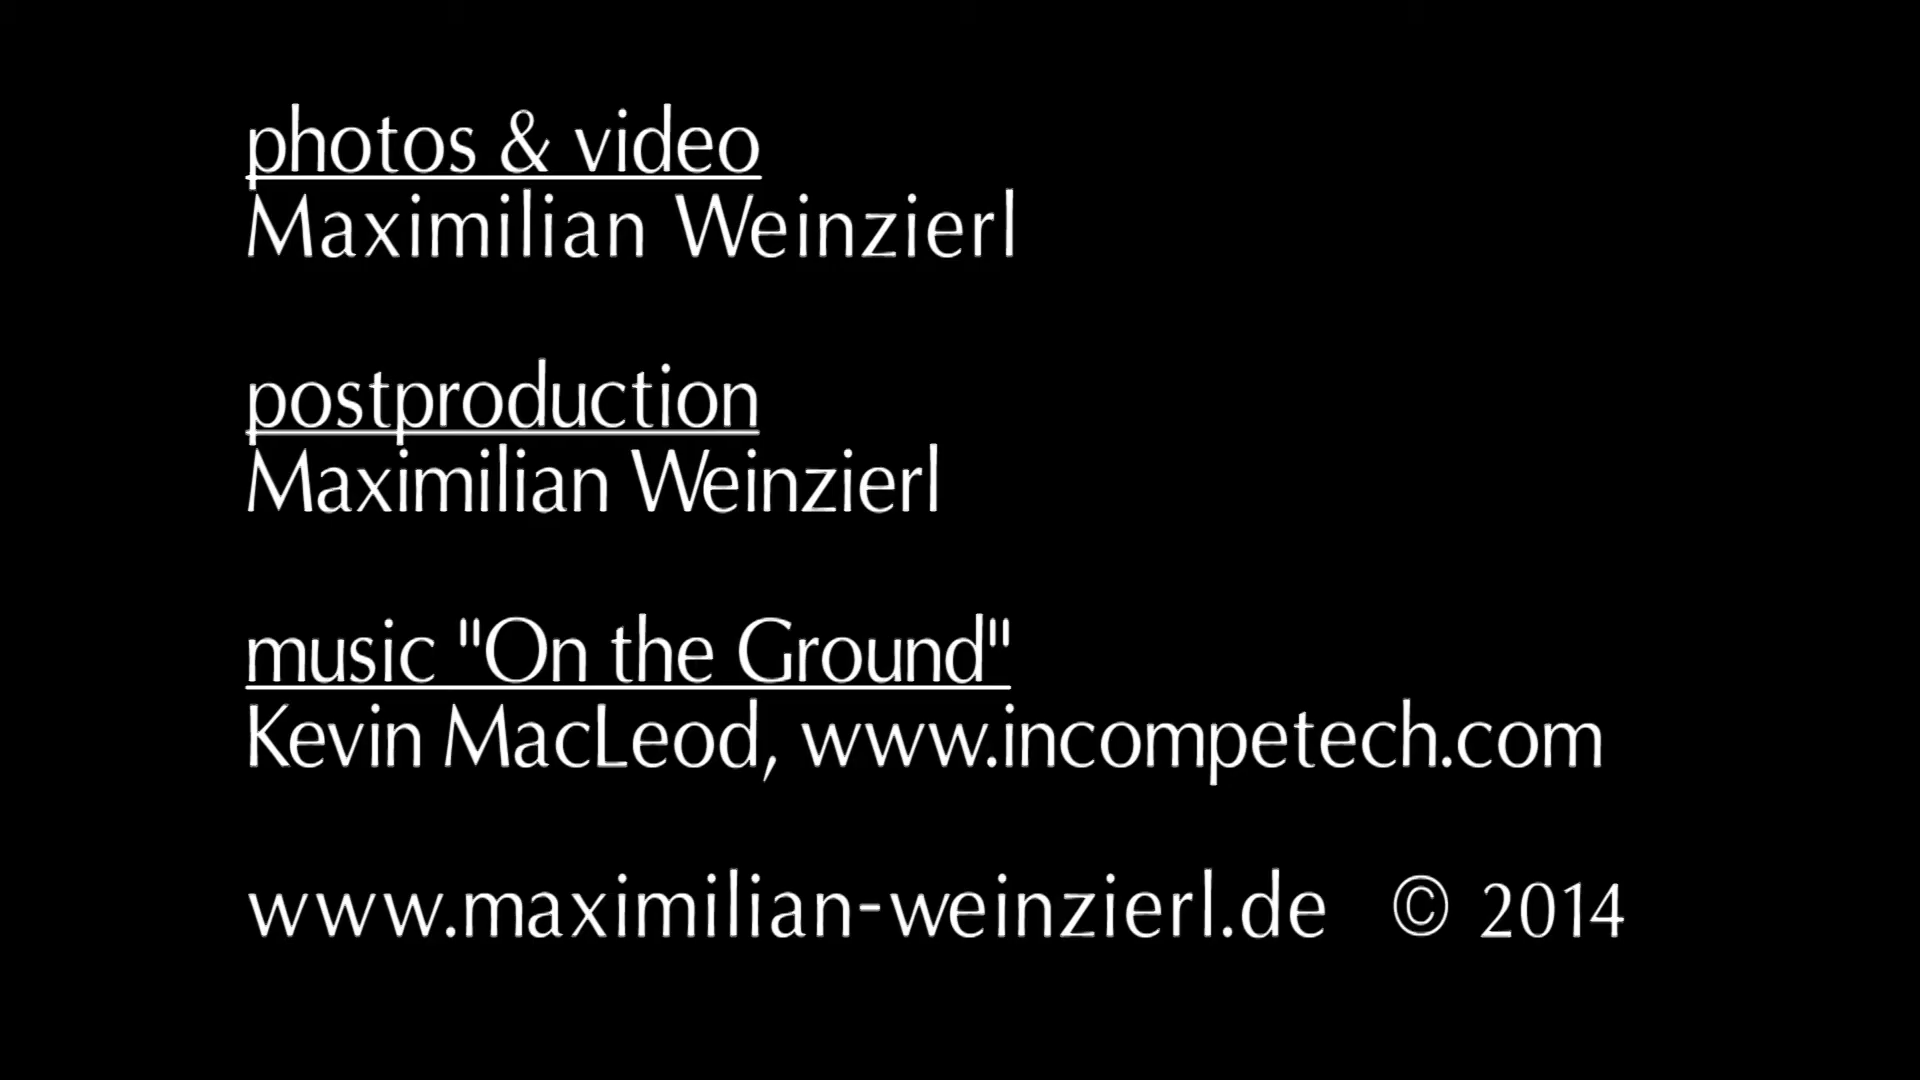 photos & video
Maximilian Weinzierl
postproduction
Maximilian Weinzierl
music "On the Ground"
Kevin MacLeod, www.incompetech.com
www.maximilian-weinzierl.de © 2014